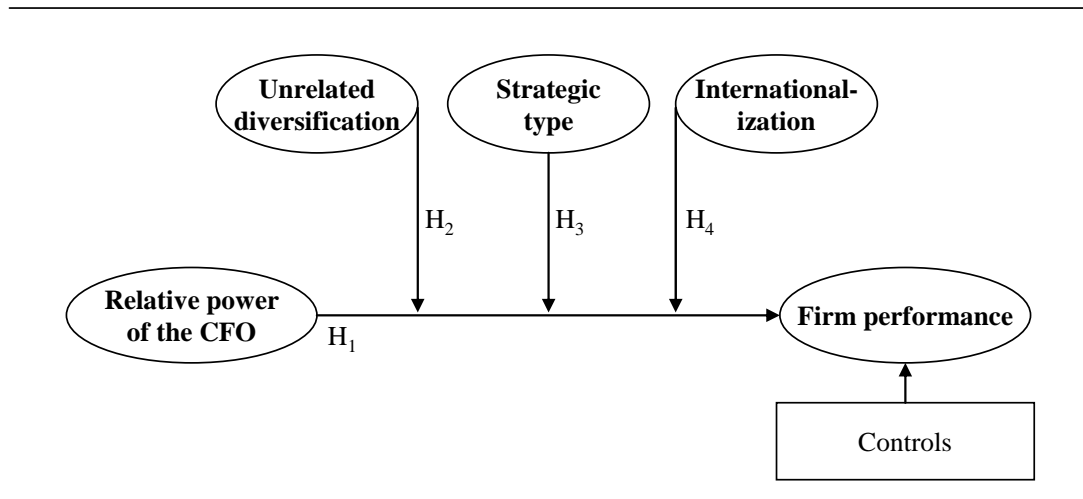 Unrelated
diversification
Strategic
type
International-
ization
H₂
H₃
H₄
Relative power
of the CFO
H₁
Firm performance
Controls